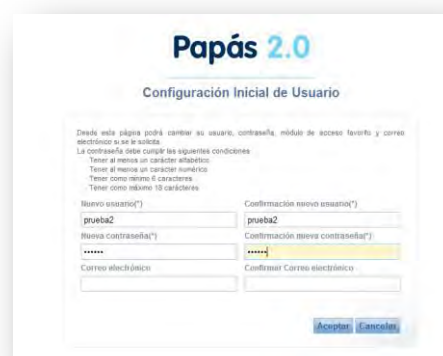 Papás 2.0
Configuración Inicial de Usuario
Desde esta página podrá cambiar su usuario, contraseña, módulo de acceso favorito y correo
electrónico si se le solicita.
La contraseña debe cumplir las siguientes condiciones
- Tener al menos un carácter alfabético
- Tener al menos un carácter numérico
- Tener como mínimo 6 caracteres
- Tener como máximo 10 caracteres
Nuevo usuario(*) Confirmación nuevo usuario(*)
prueba2 prueba2
Nueva contraseña(*) Confirmación nueva contraseña(*)
•••••• ••••••
Correo electrónico Confirmar Correo electrónico
Aceptar Cancelar